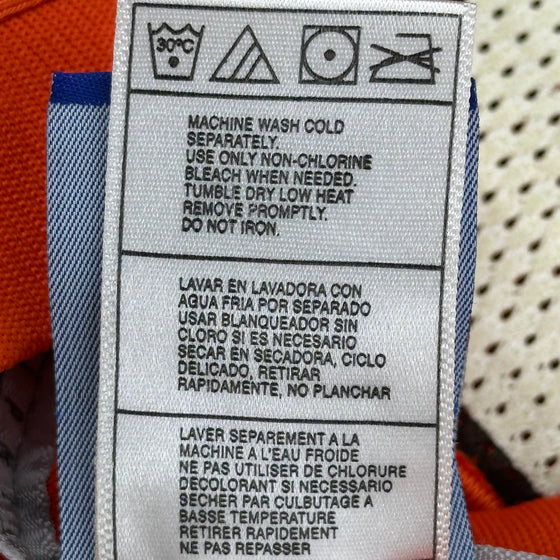 30°C
MACHINE WASH COLD
SEPARATELY.
USE ONLY NON-CHLORINE
BLEACH WHEN NEEDED.
TUMBLE DRY LOW HEAT
REMOVE PROMPTLY.
DO NOT IRON.
LAVAR EN LAVADORA CON
AGUA FRIA POR SEPARADO
USAR BLANQUEADOR SIN
CLORO SI ES NECESARIO
SECAR EN SECADORA, CICLO
DELICADO, RETIRAR
RAPIDAMENTE, NO PLANCHAR
LAVER SEPAREMENT A LA
MACHINE A L'EAU FROIDE
NE PAS UTILISER DE CHLORURE
DECOLORANT SI NECESSARIO
SECHER PAR CULBUTAGE A
BASSE TEMPERATURE
RETIRER RAPIDEMENT
NE PAS REPASSER